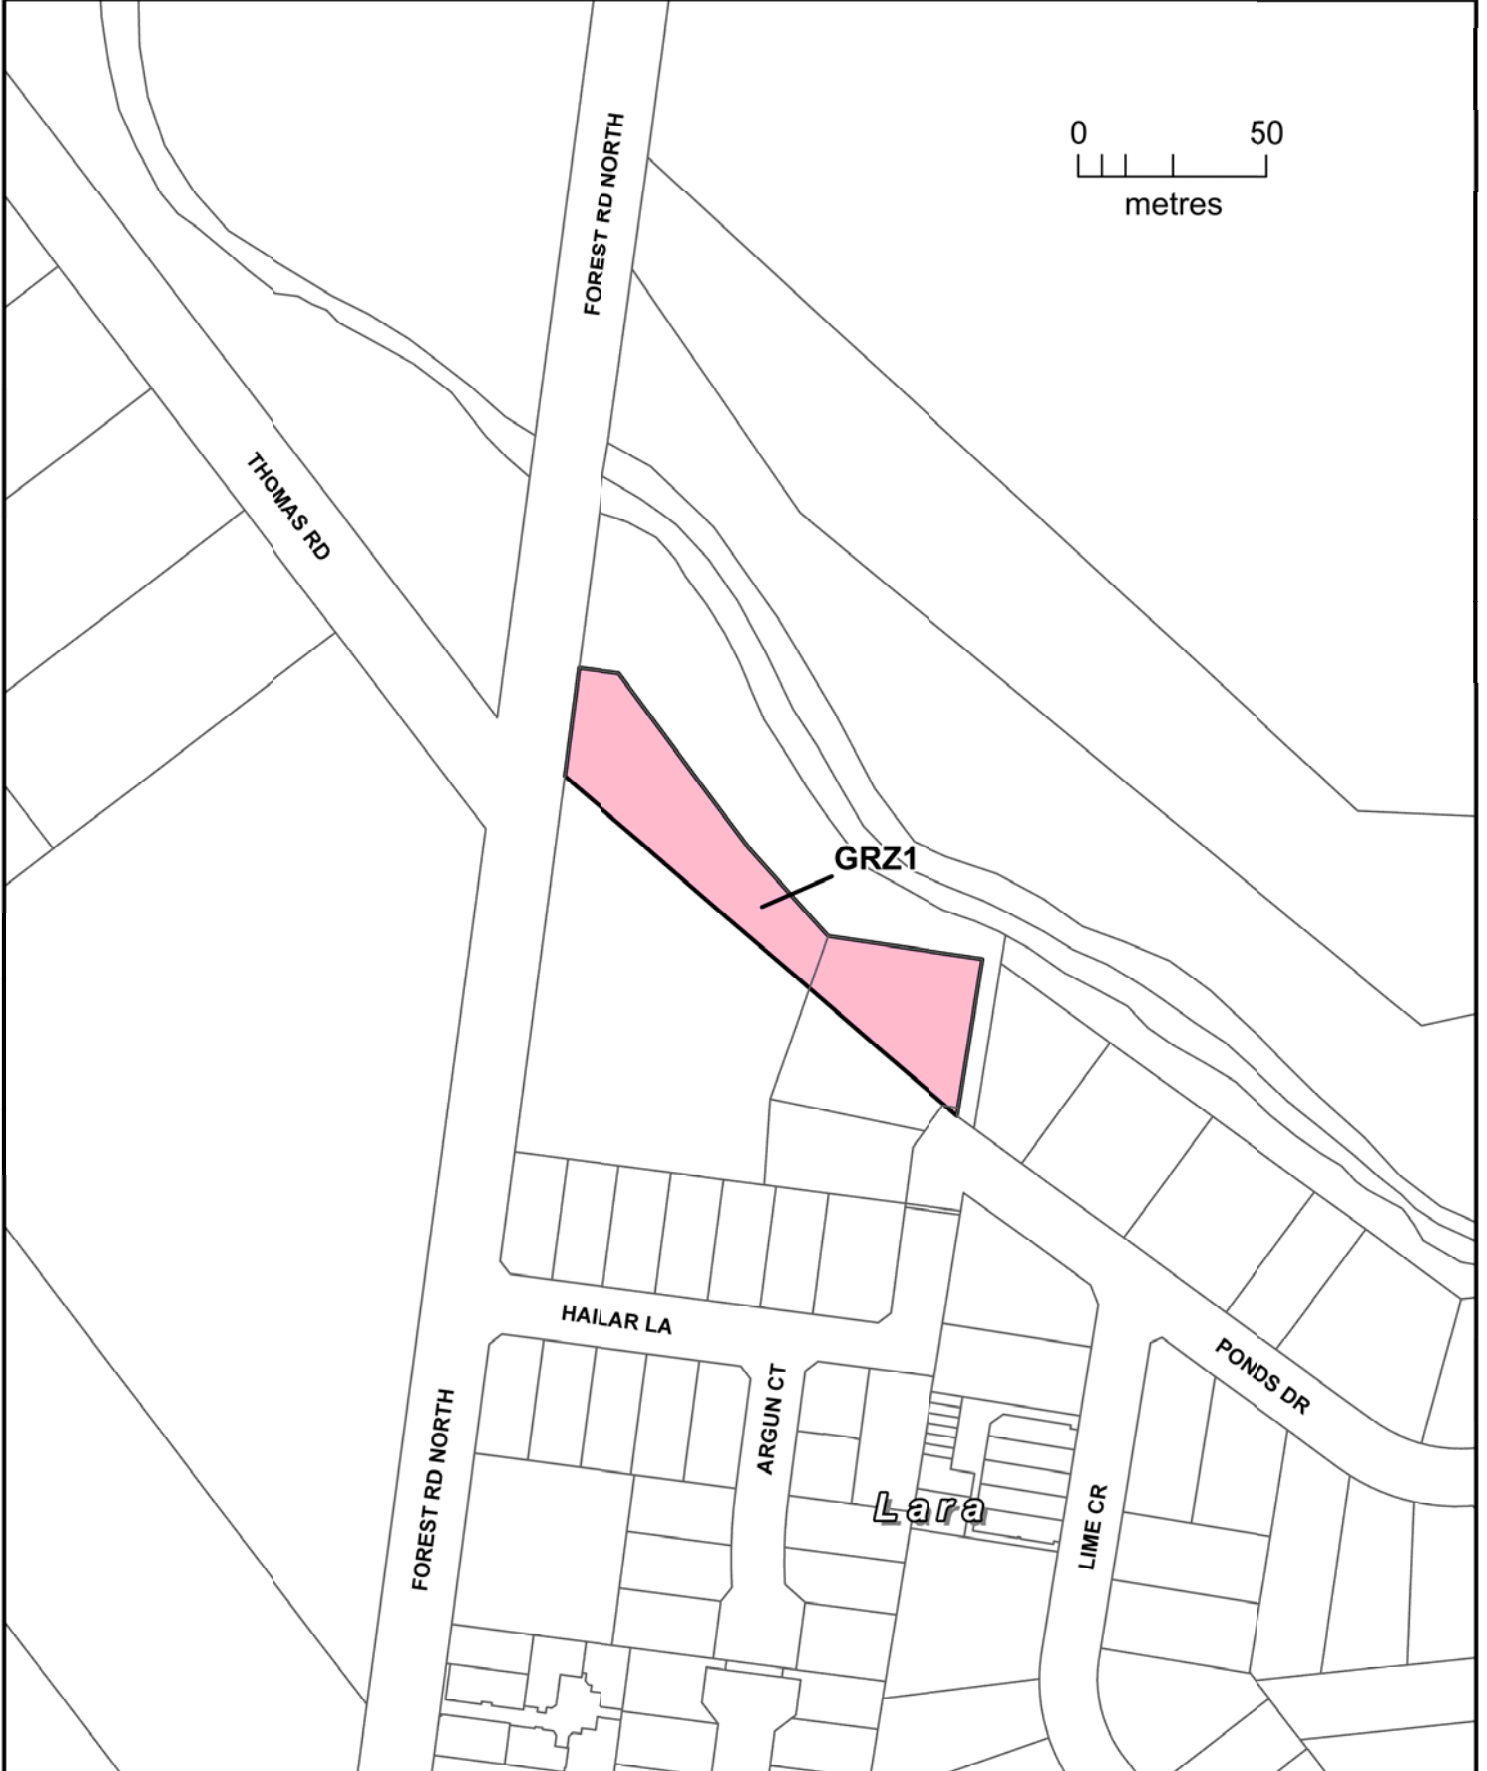 0 50
metres
FOREST RD NORTH
THOMAS RD
GRZ1
HAILAR LA
PONDS DR
ARGUN CT
FOREST RD NORTH
Lara
LIME CR